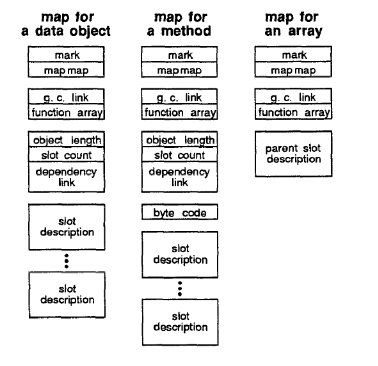 map for
a data object
mark
map map
g. c. link
function array
object length
slot count
dependency
link
slot
description
slot
description
map for
a method
mark
map map
g. c. link
function array
object length
slot count
dependency
link
byte code
slot
description
slot
description
map for
an array
mark
map map
g. c. link
function array
parent slot
description